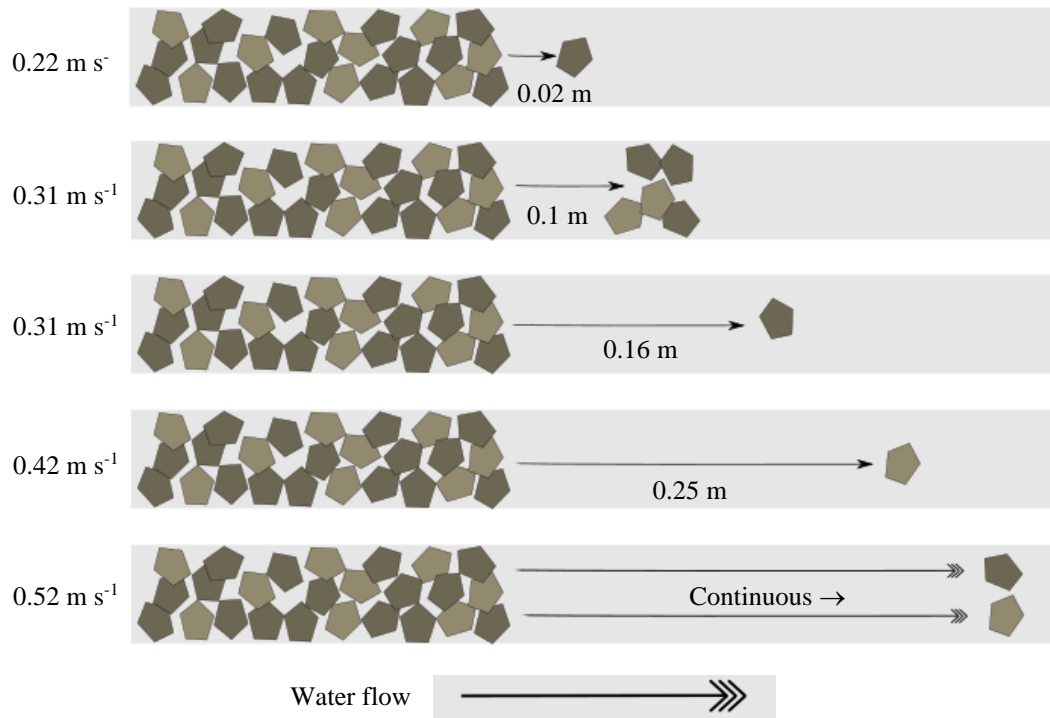 0.22 m s⁻
0.02 m
0.31 m s⁻¹
0.1 m
0.31 m s⁻¹
0.16 m
0.42 m s⁻¹
0.25 m
0.52 m s⁻¹
Continuous →
Water flow